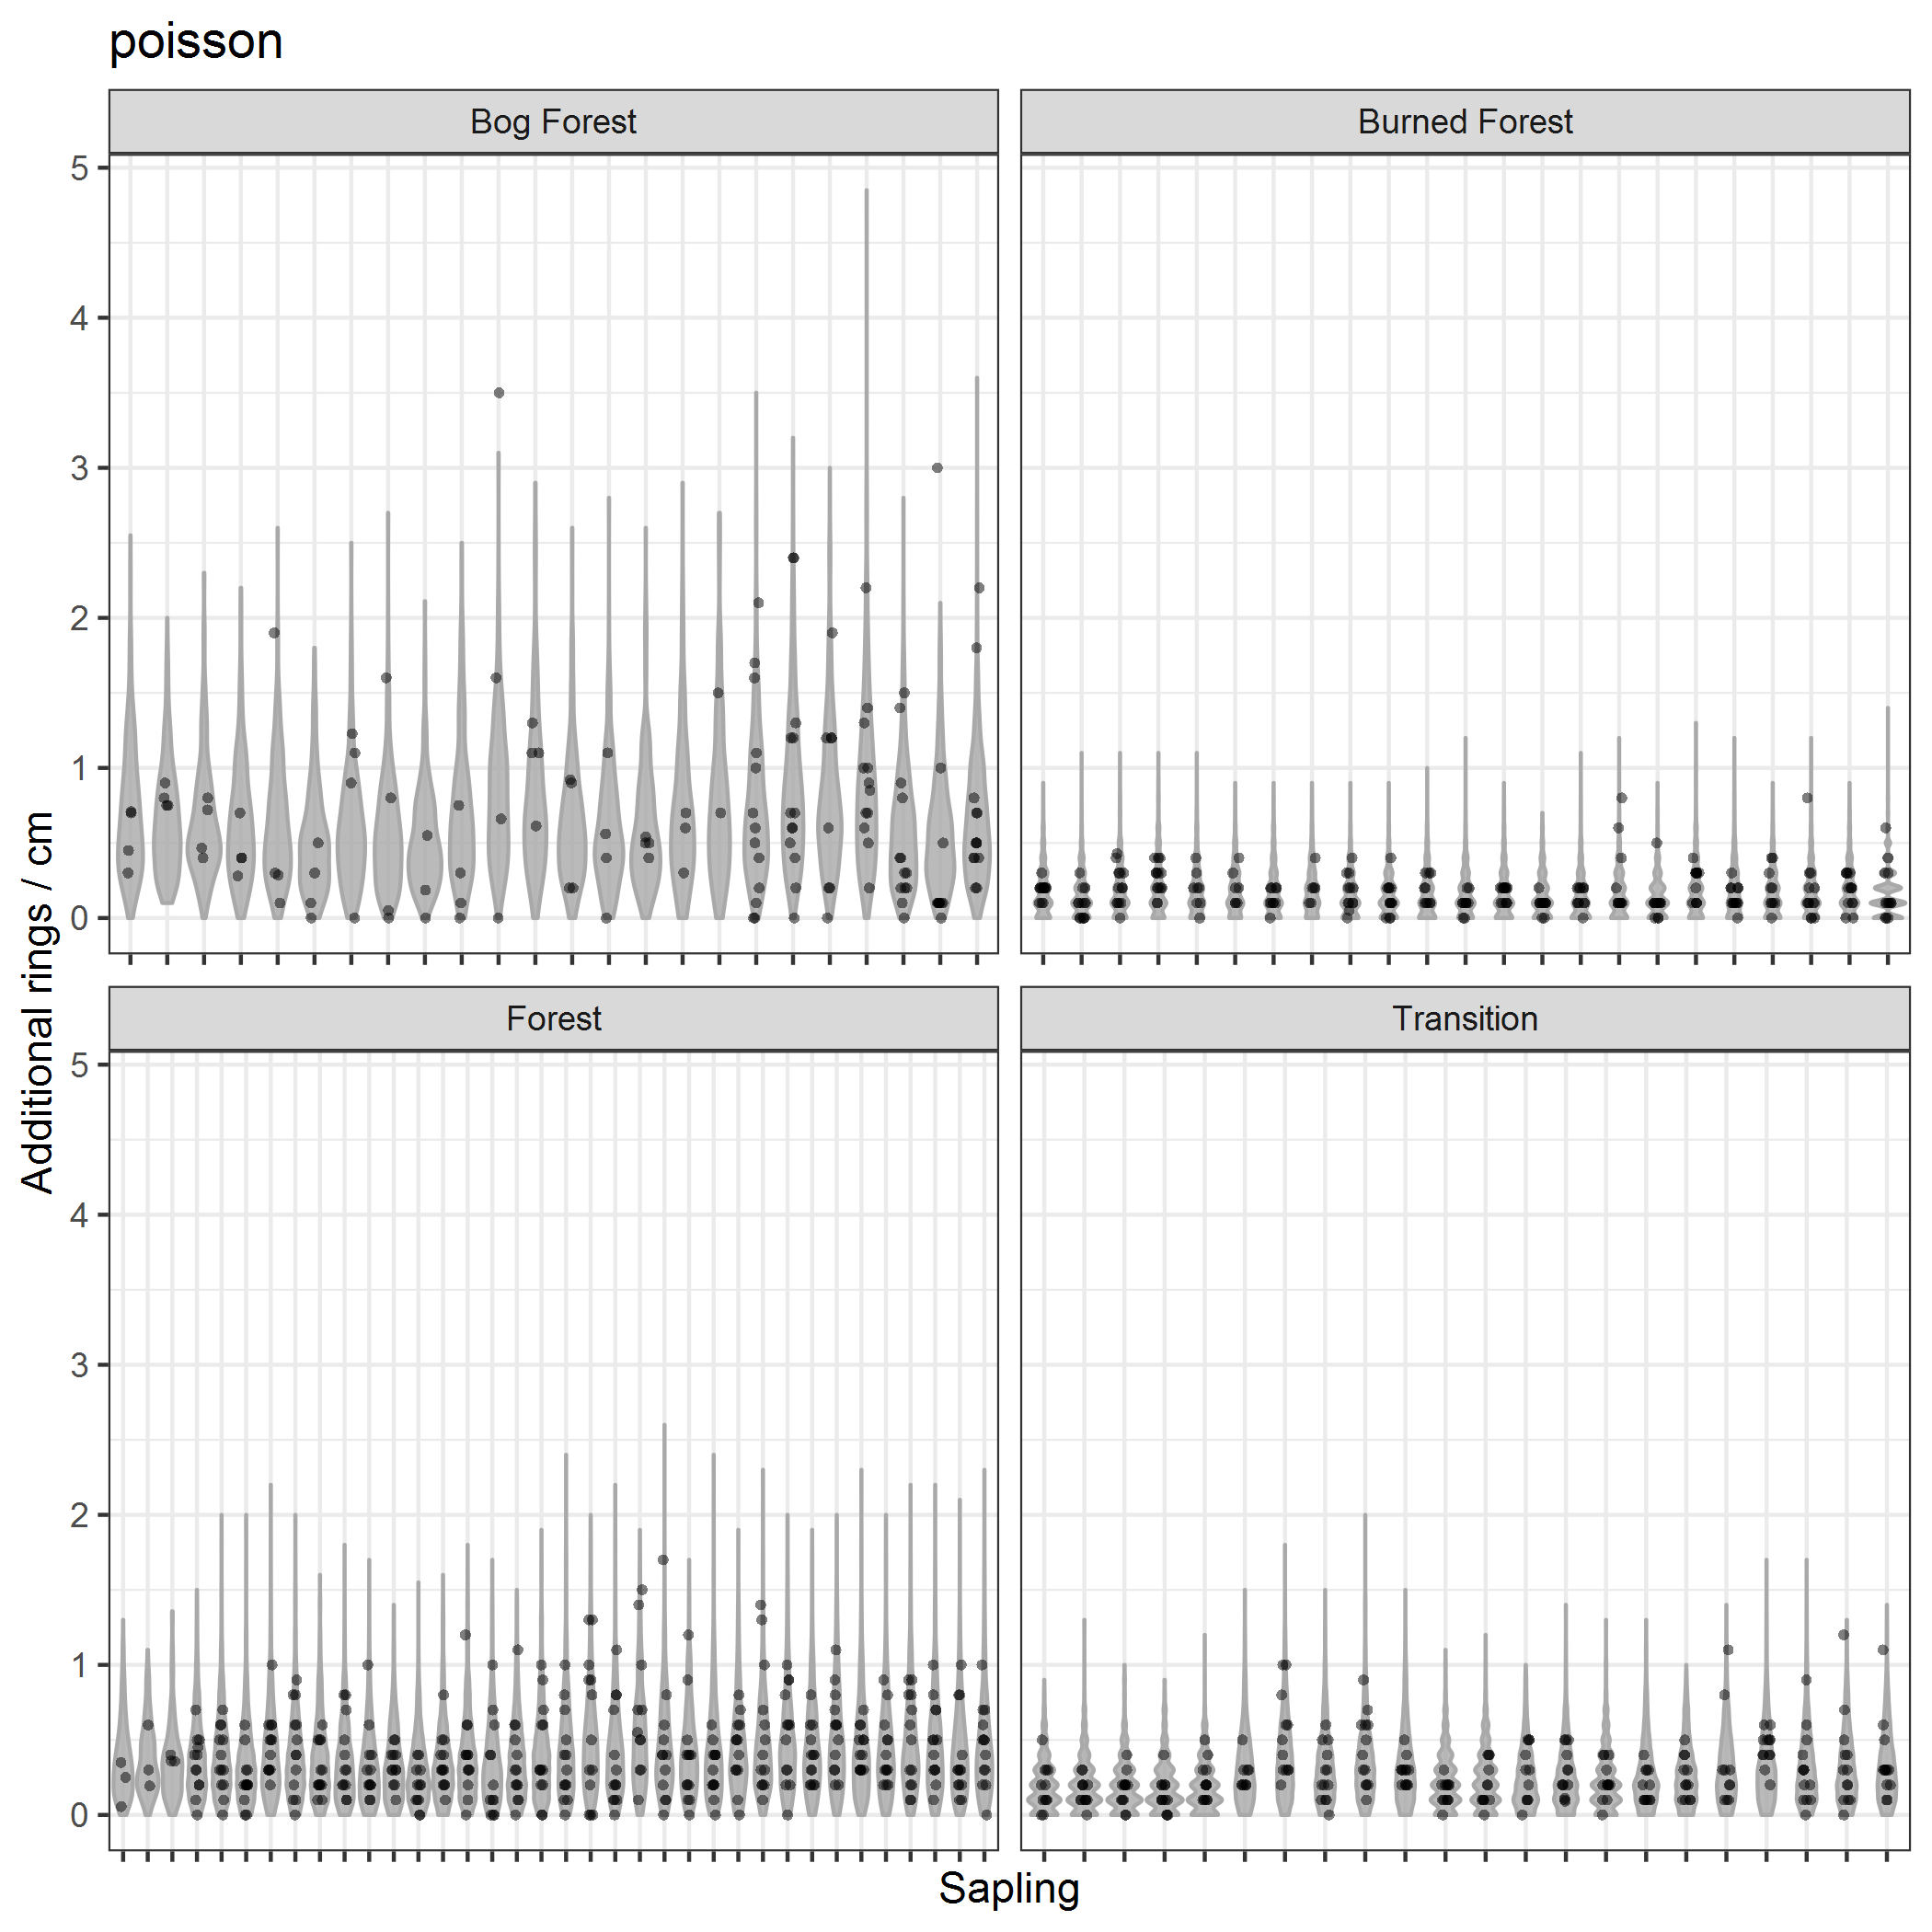 poisson
Bog Forest
Burned Forest
5
4
3
2
1
0
Forest
Transition
5
4
3
2
1
0
Additional rings / cm
Sapling